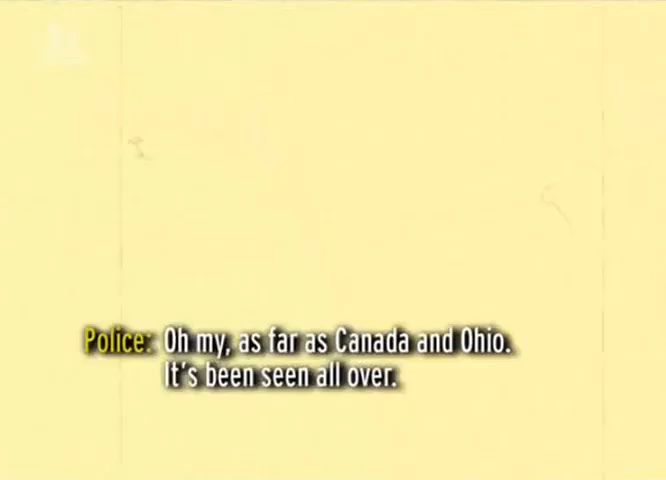 Police: Oh my, as far as Canada and Ohio.
It's been seen all over.